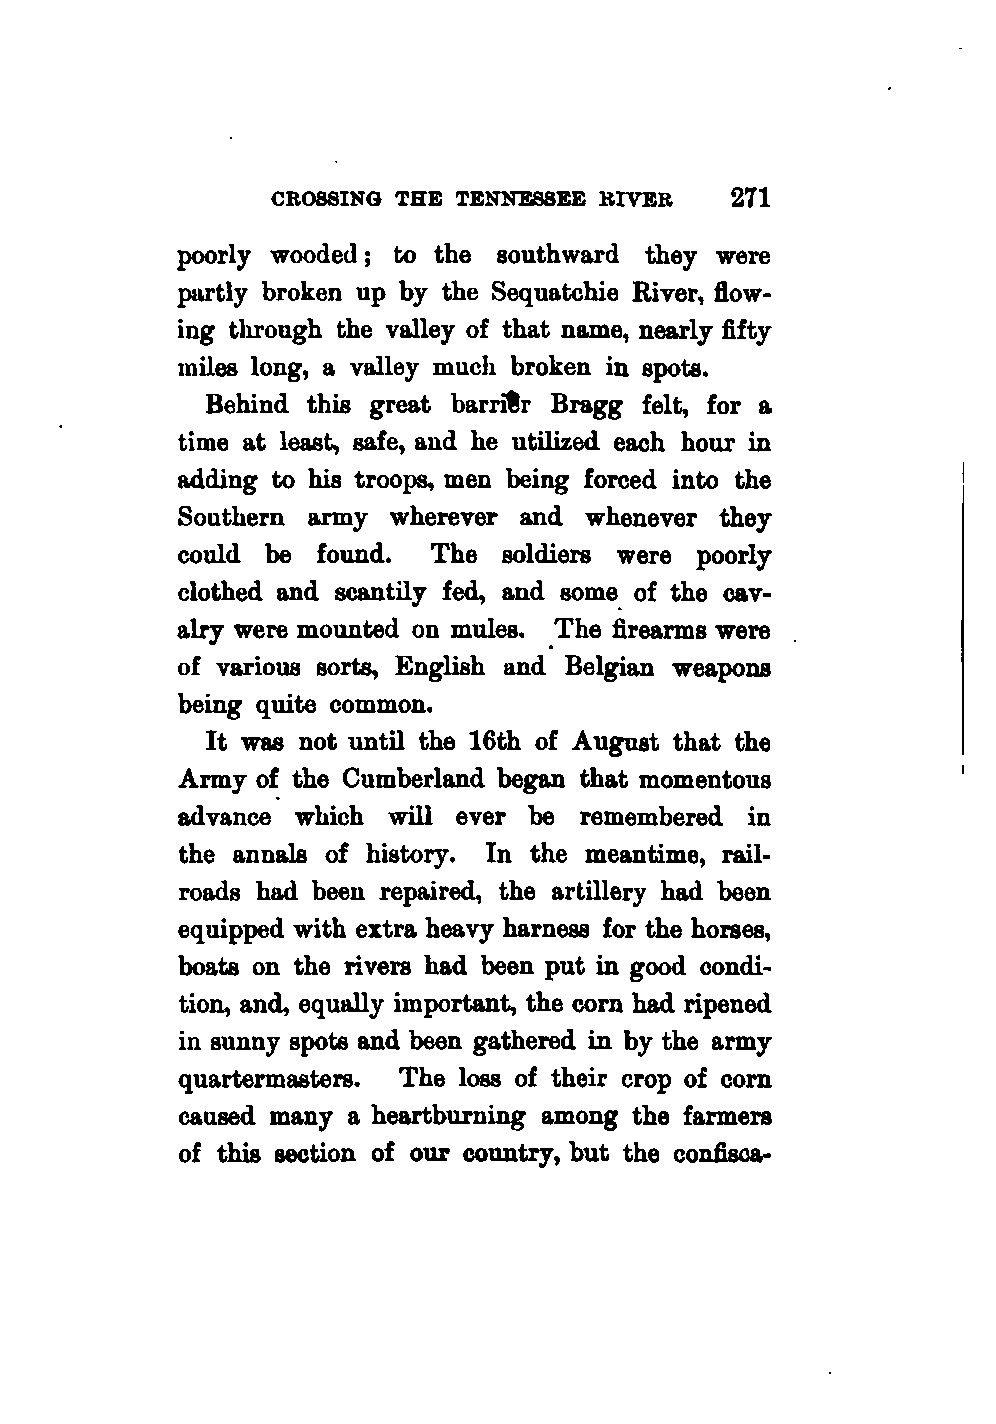 CROSSING THE TENNESSEE RIVER 271
poorly wooded; to the southward they were
partly broken up by the Sequatchie River, flow-
ing through the valley of that name, nearly fifty
miles long, a valley much broken in spots.
Behind this great barrier Bragg felt, for a
time at least, safe, and he utilized each hour in
adding to his troops, men being forced into the
Southern army wherever and whenever they
could be found. The soldiers were poorly
clothed and scantily fed, and some of the cav-
alry were mounted on mules. The firearms were
of various sorts, English and Belgian weapons
being quite common.
It was not until the 16th of August that the
Army of the Cumberland began that momentous
advance which will ever be remembered in
the annals of history. In the meantime, rail-
roads had been repaired, the artillery had been
equipped with extra heavy harness for the horses,
boats on the rivers had been put in good condi-
tion, and, equally important, the corn had ripened
in sunny spots and been gathered in by the army
quartermasters. The loss of their crop of corn
caused many a heartburning among the farmers
of this section of our country, but the confisca-